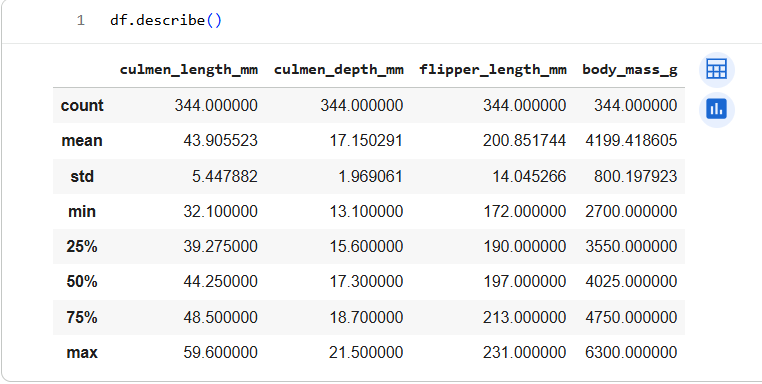 1 df.describe()
culmen_length_mm culmen_depth_mm flipper_length_mm body_mass_g
count 344.000000 344.000000 344.000000 344.000000
mean 43.905523 17.150291 200.851744 4199.418605
std 5.447882 1.969061 14.045266 800.197923
min 32.100000 13.100000 172.000000 2700.000000
25% 39.275000 15.600000 190.000000 3550.000000
50% 44.250000 17.300000 197.000000 4025.000000
75% 48.500000 18.700000 213.000000 4750.000000
max 59.600000 21.500000 231.000000 6300.000000